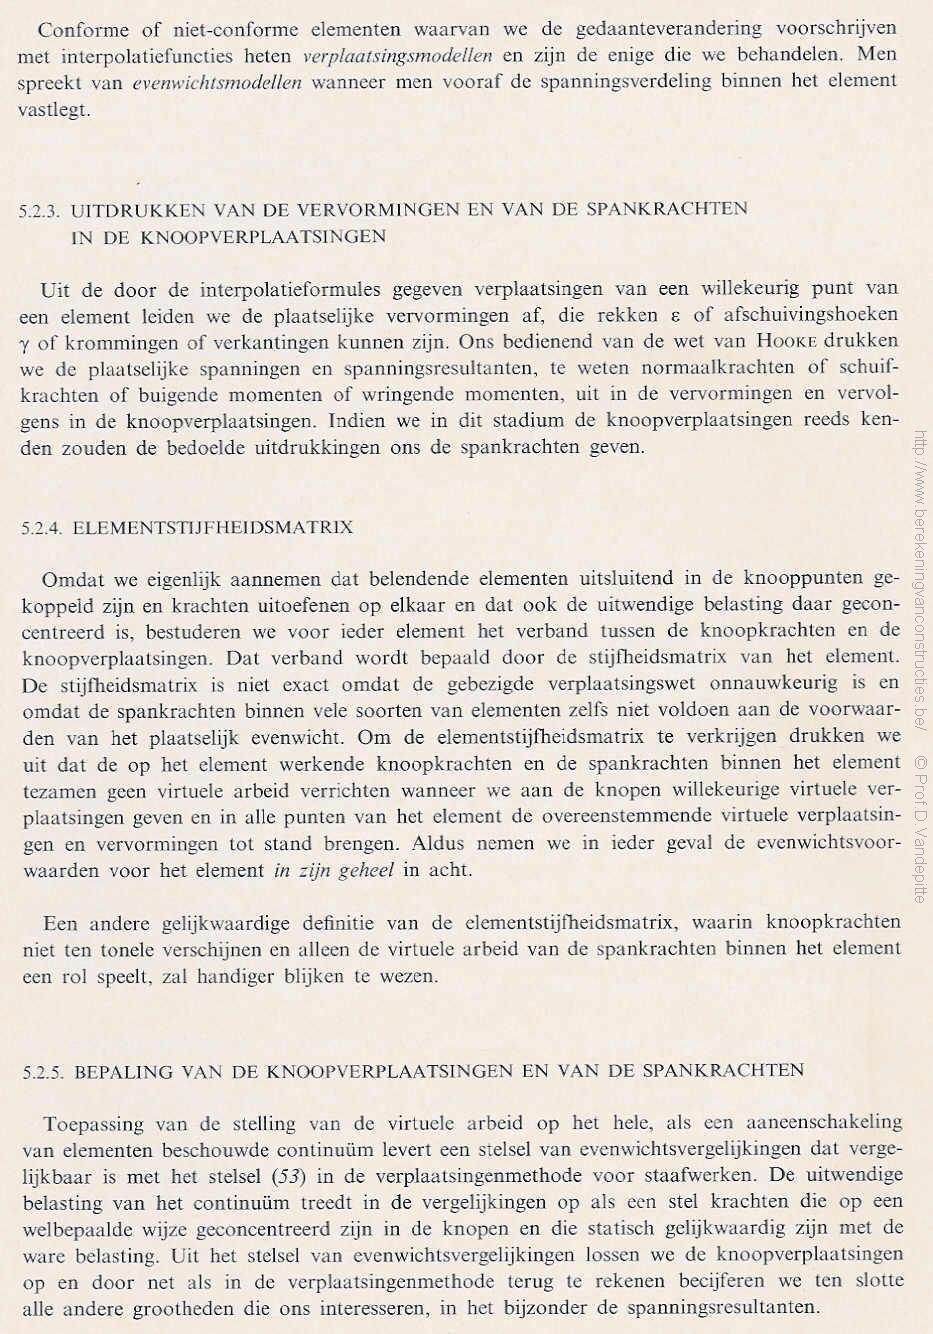 Conforme of niet-conforme elementen waarvan we de gedaanteverandering voorschrijven
met interpolatiefuncties heten verplaatsingsmodellen en zijn de enige die we behandelen. Men
spreekt van evenwichtsmodellen wanneer men vooraf de spanningsverdeling binnen het element
vastlegt.
5.2.3. UITDRUKKEN VAN DE VERVORMINGEN EN VAN DE SPANKRACHTEN
IN DE KNOOPVERPLAATSINGEN
Uit de door de interpolatieformules gegeven verplaatsingen van een willekeurig punt van
een element leiden we de plaatselijke vervormingen af, die rekken ε of afschuivingshoeken
γ of krommingen of verkantingen kunnen zijn. Ons bedienend van de wet van HOOKE drukken
we de plaatselijke spanningen en spanningsresultanten, te weten normaalkrachten of schuif-
krachten of buigende momenten of wringende momenten, uit in de vervormingen en vervol-
gens in de knoopverplaatsingen. Indien we in dit stadium de knoopverplaatsingen reeds ken-
den zouden de bedoelde uitdrukkingen ons de spankrachten geven.
5.2.4. ELEMENTSTIJFHEIDSMATRIX
Omdat we eigenlijk aannemen dat belendende elementen uitsluitend in de knooppunten ge-
koppeld zijn en krachten uitoefenen op elkaar en dat ook de uitwendige belasting daar gecon-
centreerd is, bestuderen we voor ieder element het verband tussen de knoopkrachten en de
knoopverplaatsingen. Dat verband wordt bepaald door de stijfheidsmatrix van het element.
De stijfheidsmatrix is niet exact omdat de gebezigde verplaatsingswet onnauwkeurig is en
omdat de spankrachten binnen vele soorten van elementen zelfs niet voldoen aan de voorwaar-
den van het plaatselijk evenwicht. Om de elementstijfheidsmatrix te verkrijgen drukken we
uit dat de op het element werkende knoopkrachten en de spankrachten binnen het element
tezamen geen virtuele arbeid verrichten wanneer we aan de knopen willekeurige virtuele ver-
plaatsingen geven en in alle punten van het element de overeenstemmende virtuele verplaatsin-
gen en vervormingen tot stand brengen. Aldus nemen we in ieder geval de evenwichtsvoor-
waarden voor het element in zijn geheel in acht.
Een andere gelijkwaardige definitie van de elementstijfheidsmatrix, waarin knoopkrachten
niet ten tonele verschijnen en alleen de virtuele arbeid van de spankrachten binnen het element
een rol speelt, zal handiger blijken te wezen.
5.2.5. BEPALING VAN DE KNOOPVERPLAATSINGEN EN VAN DE SPANKRACHTEN
Toepassing van de stelling van de virtuele arbeid op het hele, als een aaneenschakeling
van elementen beschouwde continuüm levert een stelsel van evenwichtsvergelijkingen dat verge-
lijkbaar is met het stelsel (53) in de verplaatsingenmethode voor staafwerken. De uitwendige
belasting van het continuüm treedt in de vergelijkingen op als een stel krachten die op een
welbepaalde wijze geconcentreerd zijn in de knopen en die statisch gelijkwaardig zijn met de
ware belasting. Uit het stelsel van evenwichtsvergelijkingen lossen we de knoopverplaatsingen
op en door net als in de verplaatsingenmethode terug te rekenen becijferen we ten slotte
alle andere grootheden die ons interesseren, in het bijzonder de spanningsresultanten.
http://www.berekeningvanconstructies.be/ © Prof D Vandepitte